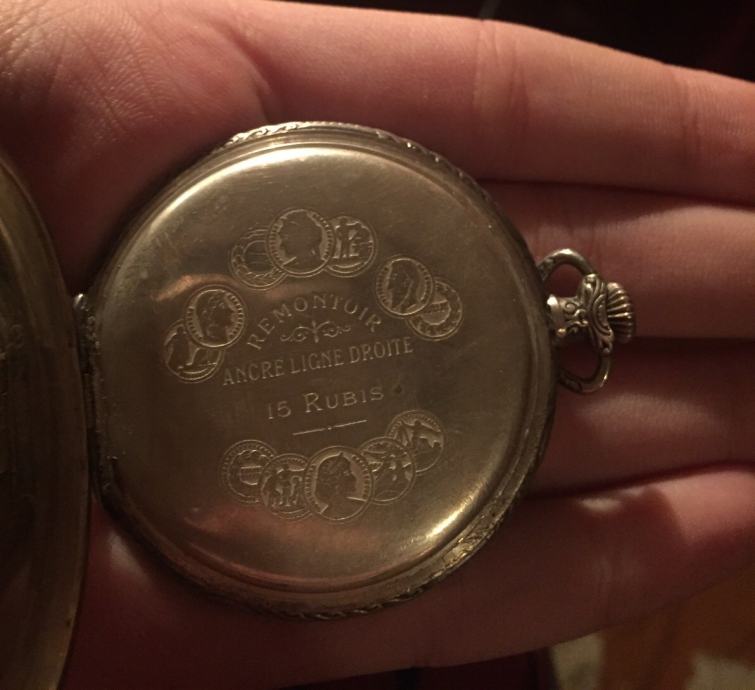 REMONTOIR
ANCRE LIGNE DROITE
15 RUBIS